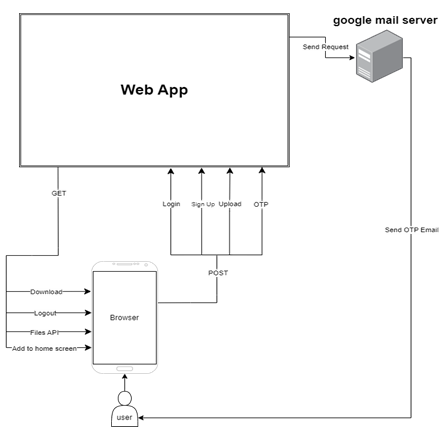 google mail server
Send Request
Web App
GET
Login
Sign Up
Upload
OTP
Send OTP Email
POST
Download
Logout
Files API
Add to home screen
Browser
user